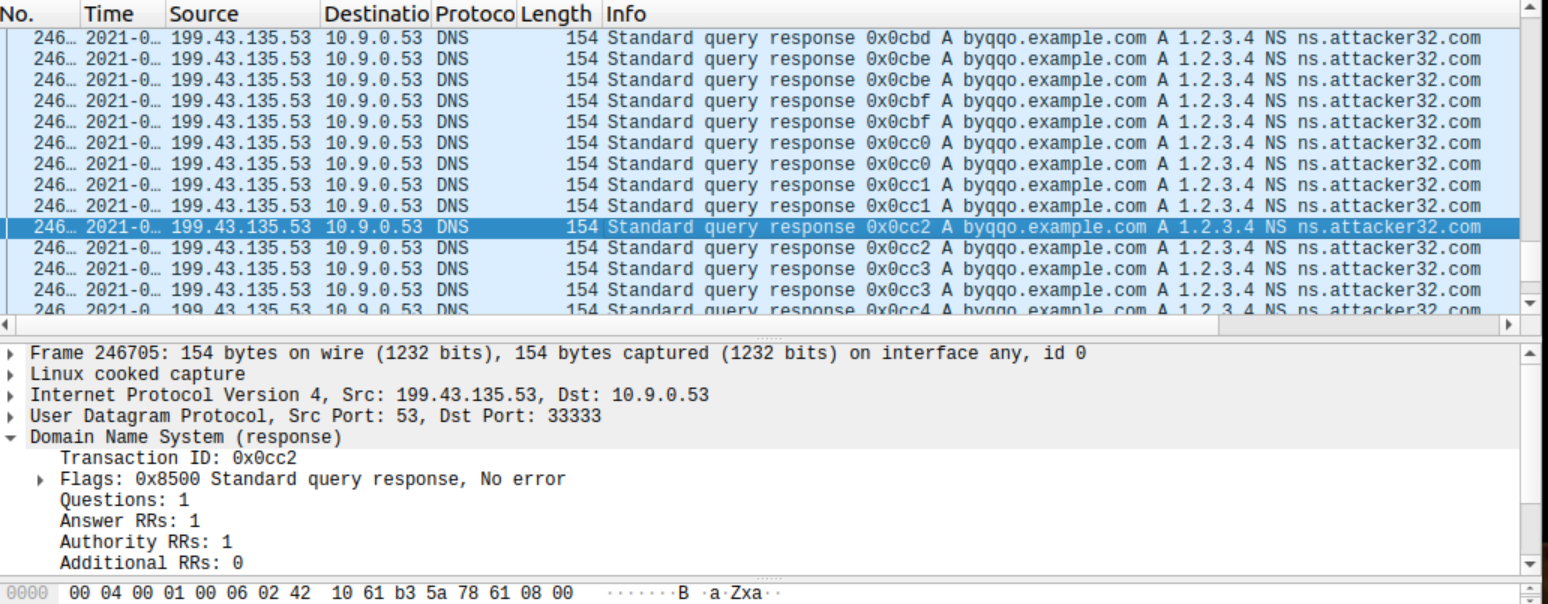 No. Time Source Destinatio Protoco Length Info
246… 2021-0… 199.43.135.53 10.9.0.53 DNS 154 Standard query response 0x0cbd A byqqo.example.com A 1.2.3.4 NS ns.attacker32.com
246… 2021-0… 199.43.135.53 10.9.0.53 DNS 154 Standard query response 0x0cbe A byqqo.example.com A 1.2.3.4 NS ns.attacker32.com
246… 2021-0… 199.43.135.53 10.9.0.53 DNS 154 Standard query response 0x0cbe A byqqo.example.com A 1.2.3.4 NS ns.attacker32.com
246… 2021-0… 199.43.135.53 10.9.0.53 DNS 154 Standard query response 0x0cbf A byqqo.example.com A 1.2.3.4 NS ns.attacker32.com
246… 2021-0… 199.43.135.53 10.9.0.53 DNS 154 Standard query response 0x0cbf A byqqo.example.com A 1.2.3.4 NS ns.attacker32.com
246… 2021-0… 199.43.135.53 10.9.0.53 DNS 154 Standard query response 0x0cc0 A byqqo.example.com A 1.2.3.4 NS ns.attacker32.com
246… 2021-0… 199.43.135.53 10.9.0.53 DNS 154 Standard query response 0x0cc0 A byqqo.example.com A 1.2.3.4 NS ns.attacker32.com
246… 2021-0… 199.43.135.53 10.9.0.53 DNS 154 Standard query response 0x0cc1 A byqqo.example.com A 1.2.3.4 NS ns.attacker32.com
246… 2021-0… 199.43.135.53 10.9.0.53 DNS 154 Standard query response 0x0cc1 A byqqo.example.com A 1.2.3.4 NS ns.attacker32.com
246… 2021-0… 199.43.135.53 10.9.0.53 DNS 154 Standard query response 0x0cc2 A byqqo.example.com A 1.2.3.4 NS ns.attacker32.com
246… 2021-0… 199.43.135.53 10.9.0.53 DNS 154 Standard query response 0x0cc2 A byqqo.example.com A 1.2.3.4 NS ns.attacker32.com
246… 2021-0… 199.43.135.53 10.9.0.53 DNS 154 Standard query response 0x0cc3 A byqqo.example.com A 1.2.3.4 NS ns.attacker32.com
246… 2021-0… 199.43.135.53 10.9.0.53 DNS 154 Standard query response 0x0cc3 A byqqo.example.com A 1.2.3.4 NS ns.attacker32.com
246… 2021-0… 199.43.135.53 10.9.0.53 DNS 154 Standard query response 0x0cc4 A byqqo.example.com A 1.2.3.4 NS ns.attacker32.com
Frame 246705: 154 bytes on wire (1232 bits), 154 bytes captured (1232 bits) on interface any, id 0
Linux cooked capture
Internet Protocol Version 4, Src: 199.43.135.53, Dst: 10.9.0.53
User Datagram Protocol, Src Port: 53, Dst Port: 33333
Domain Name System (response)
Transaction ID: 0x0cc2
Flags: 0x8500 Standard query response, No error
Questions: 1
Answer RRs: 1
Authority RRs: 1
Additional RRs: 0
0000 00 04 00 01 00 06 02 42 10 61 b3 5a 78 61 08 00 ·······B ·a·Zxa··